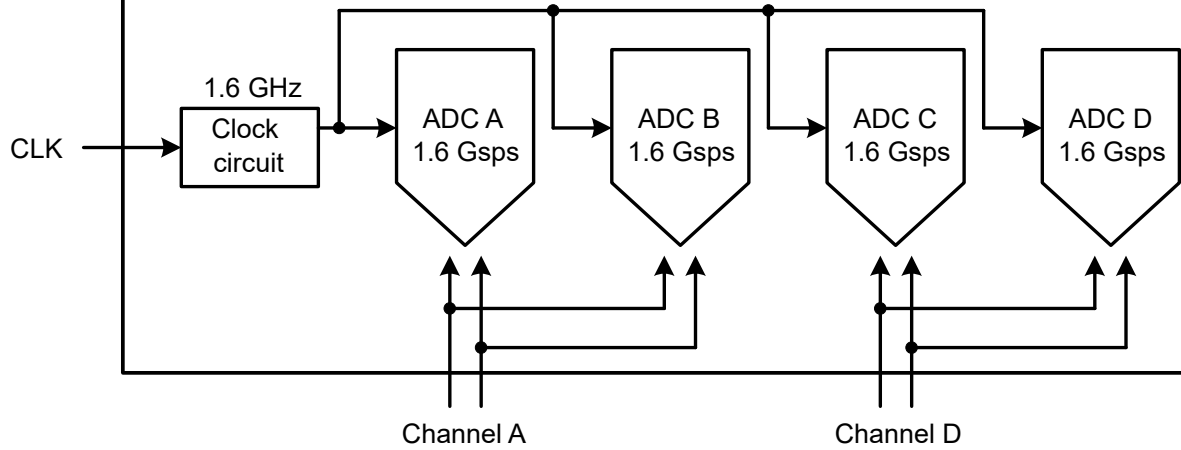 1.6 GHz
CLK
Clock
circuit
ADC A
1.6 Gsps
ADC B
1.6 Gsps
ADC C
1.6 Gsps
ADC D
1.6 Gsps
Channel A
Channel D